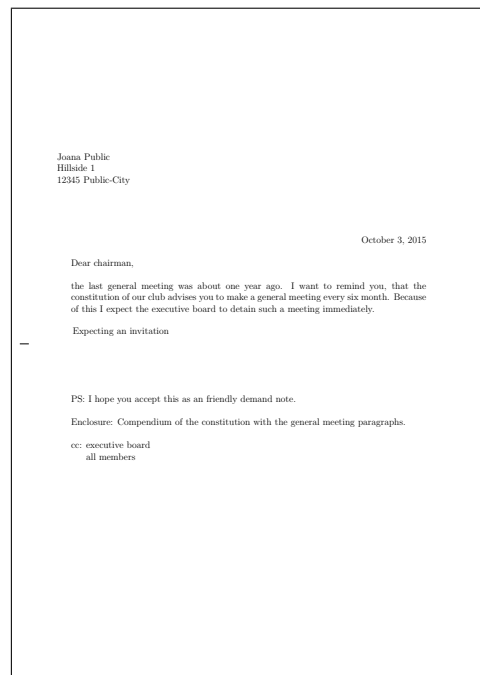 Joana Public
Hillside 1
12345 Public-City
October 3, 2015
Dear chairman,
the last general meeting was about one year ago. I want to remind you, that the
constitution of our club advises you to make a general meeting every six month. Because
of this I expect the executive board to detain such a meeting immediately.
Expecting an invitation
PS: I hope you accept this as an friendly demand note.
Enclosure: Compendium of the constitution with the general meeting paragraphs.
cc: executive board
all members